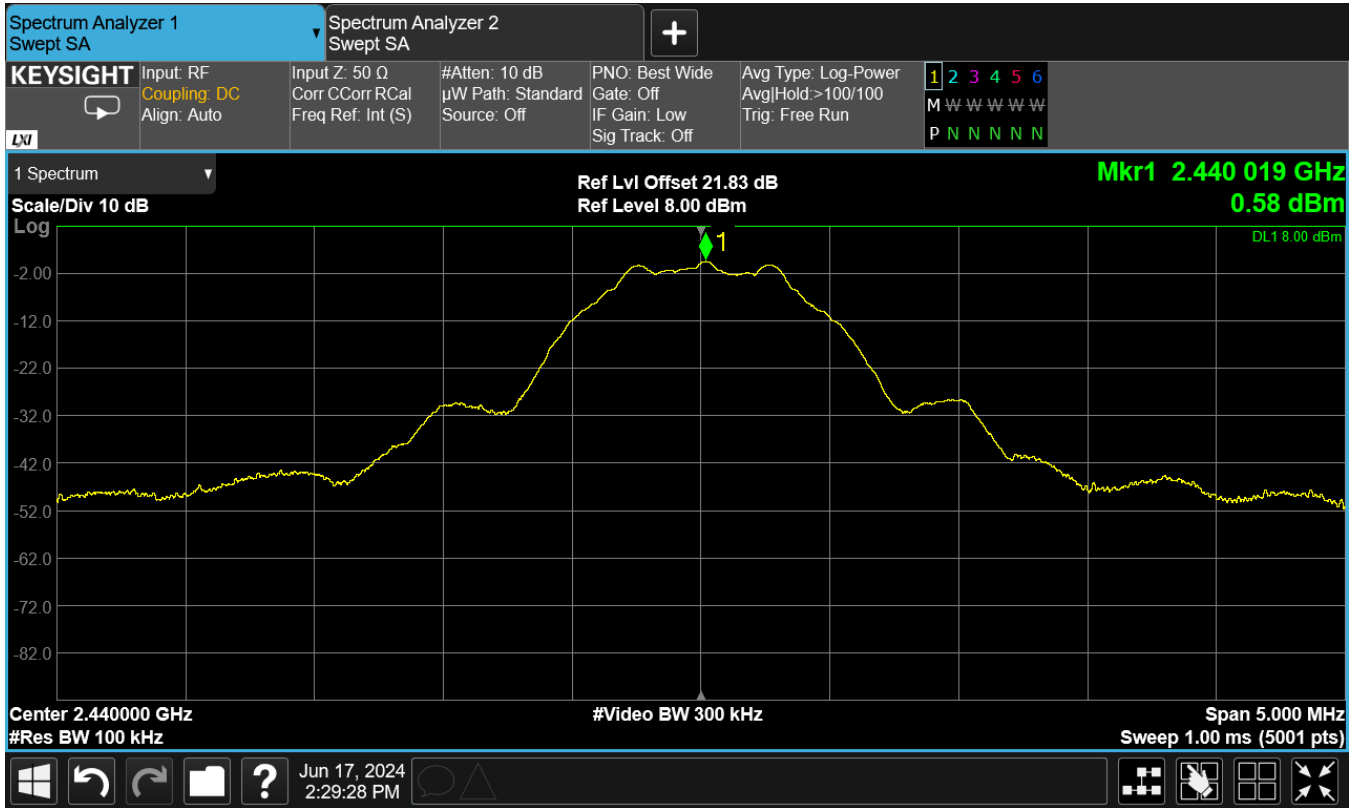 Spectrum Analyzer 1
Swept SA
Spectrum Analyzer 2
Swept SA
KEYSIGHT
LXI
Input: RF
Coupling: DC
Align: Auto
Input Z: 50 Ω
Corr CCorr RCal
Freq Ref: Int (S)
#Atten: 10 dB
µW Path: Standard
Source: Off
PNO: Best Wide
Gate: Off
IF Gain: Low
Sig Track: Off
Avg Type: Log-Power
Avg|Hold:>100/100
Trig: Free Run
1 2 3 4 5 6
M W W W W W
P N N N N N
1 Spectrum
Scale/Div 10 dB
Log
Ref Lvl Offset 21.83 dB
Ref Level 8.00 dBm
Mkr1 2.440 019 GHz
0.58 dBm
DL1 8.00 dBm
1
-2.00
-12.0
-22.0
-32.0
-42.0
-52.0
-62.0
-72.0
-82.0
Center 2.440000 GHz
#Res BW 100 kHz
#Video BW 300 kHz
Span 5.000 MHz
Sweep 1.00 ms (5001 pts)
?
Jun 17, 2024
2:29:28 PM